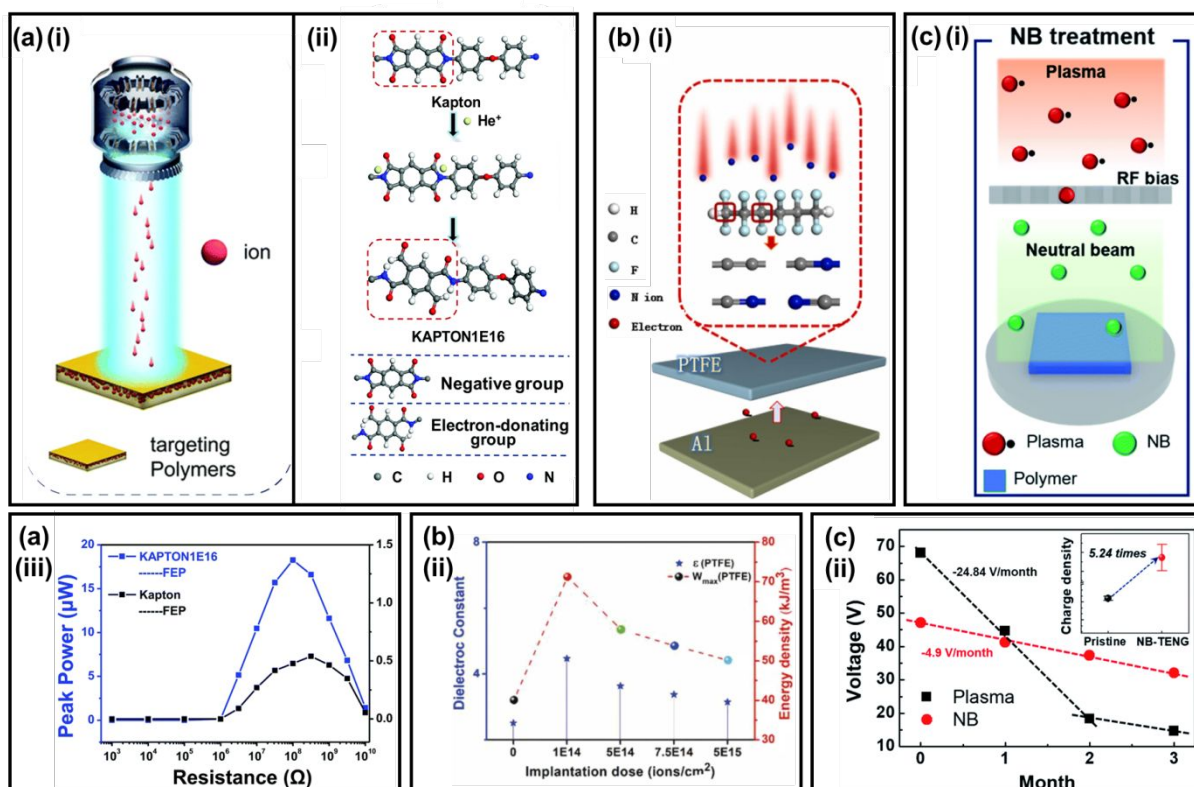 (a) (i)
ion
targeting
Polymers
(ii)
Kapton
He⁺
KAPTON1E16
Negative group
Electron-donating
group
C H O N
(b) (i)
H
C
F
N ion
Electron
PTFE
Al
(c) (i)
NB treatment
Plasma
RF bias
Neutral beam
Plasma NB
Polymer
(a)
(iii)
Peak Power (μW)
20
15
10
5
0
KAPTON1E16
------FEP
Kapton
------FEP
1.5
1.0
0.5
0.0
10³ 10⁴ 10⁵ 10⁶ 10⁷ 10⁸ 10⁹ 10¹⁰
Resistance (Ω)
(b)
ii)
Dielectroc Constant
8
4
ε (PTFE)
Wmax(PTFE)
Energy density (kJ/m³)
80
70
60
50
40
30
0 1E14 5E14 7.5E14 5E15
Implantation dose (ions/cm²)
(c)
(ii)
Voltage (V)
70
60
50
40
30
20
10
-24.84 V/month
-4.9 V/month
Plasma
NB
5.24 times
Charge density
Pristine NB-TENG
0 1 2 3
Month